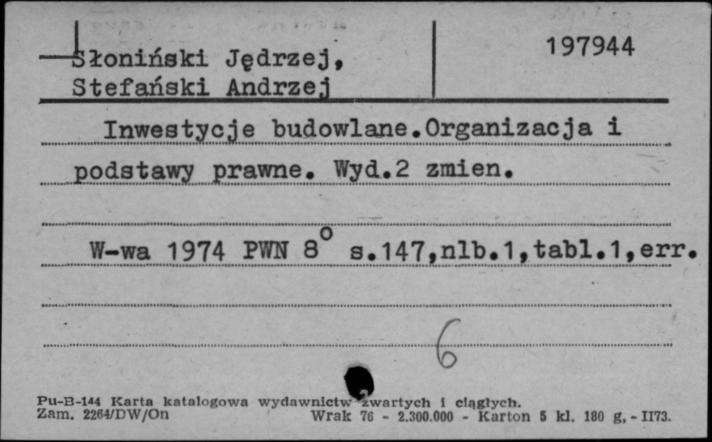 Słoniński Jędrzej,
197944
Stefański Andrzej
Inwestycje budowlane.Organizacja i
podstawy prawne. Wyd.2 zmien.
W-wa 1974 PWN 8° s.147,nlb.1,tabl.1,err.
6
Pu-B-144 Karta katalogowa wydawnictw zwartych i ciągłych.
Zam. 2264/DW/On Wrak 76 - 2.300.000 - Karton 5 kl. 180 g, - II73.